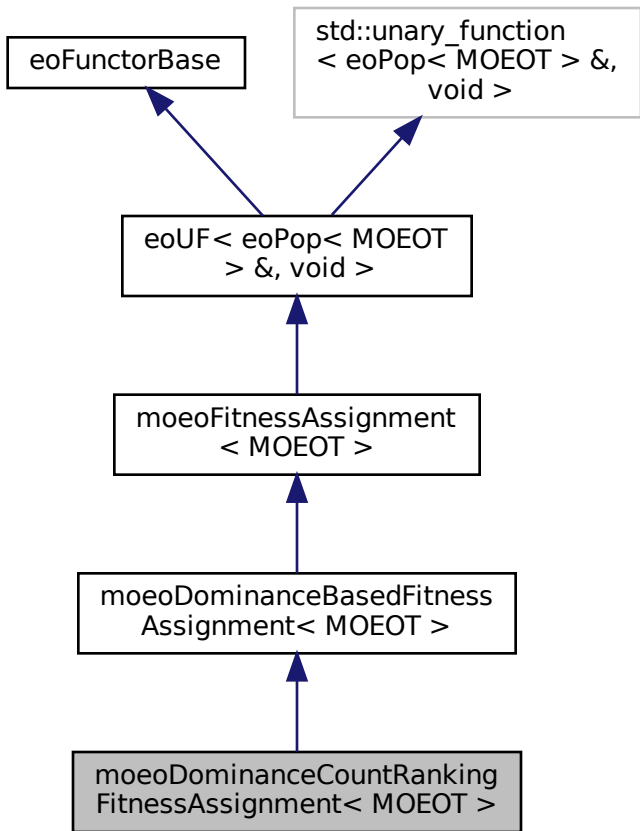 eoFunctorBase
std::unary_function
< eoPop< MOEOT > &,
void >
eoUF< eoPop< MOEOT
> &, void >
moeoFitnessAssignment
< MOEOT >
moeoDominanceBasedFitness
Assignment< MOEOT >
moeoDominanceCountRanking
FitnessAssignment< MOEOT >